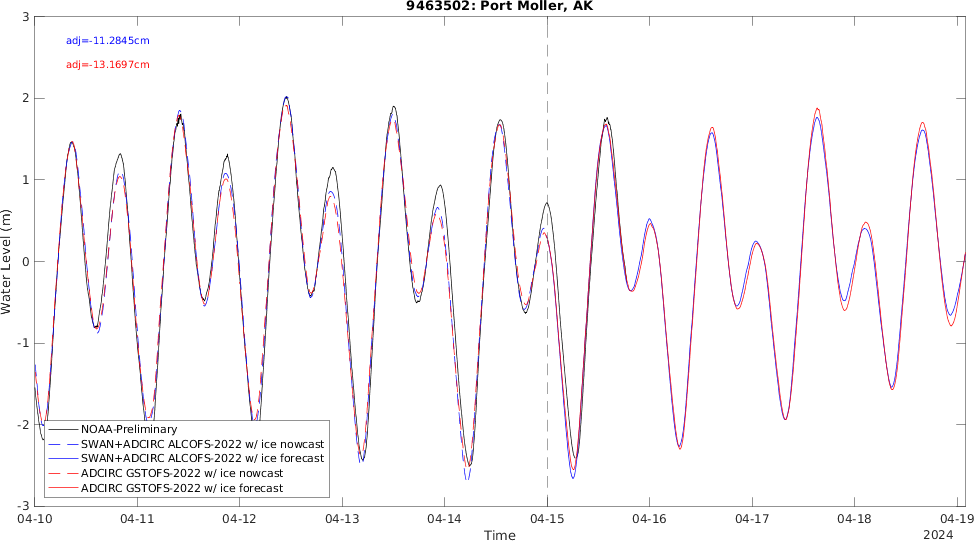 9463502: Port Moller, AK
adj=-11.2845cm
adj=-13.1697cm
3
2
1
0
-1
-2
-3
Water Level (m)
NOAA-Preliminary
SWAN+ADCIRC ALCOFS-2022 w/ ice nowcast
SWAN+ADCIRC ALCOFS-2022 w/ ice forecast
ADCIRC GSTOFS-2022 w/ ice nowcast
ADCIRC GSTOFS-2022 w/ ice forecast
04-10 04-11 04-12 04-13 04-14 04-15 04-16 04-17 04-18 04-19
Time
2024